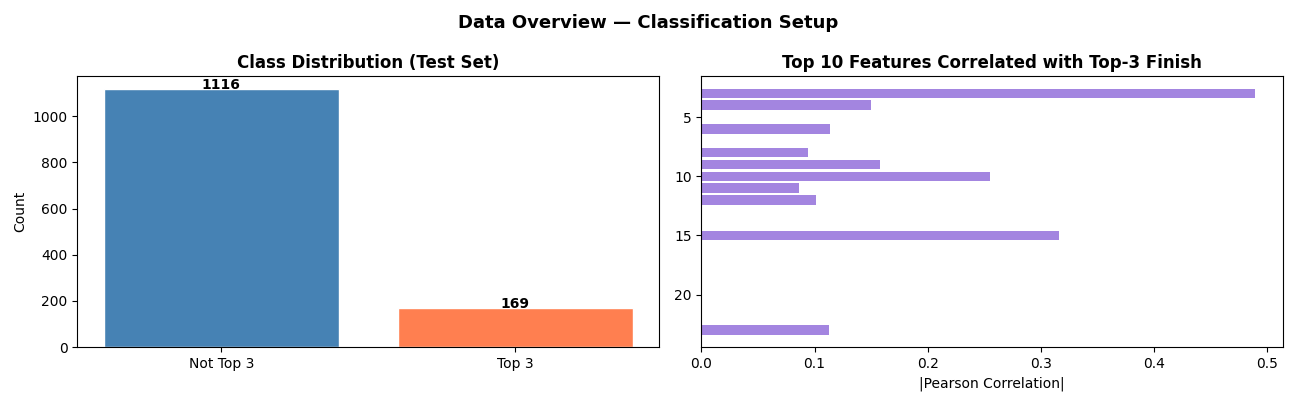 Data Overview — Classification Setup
Class Distribution (Test Set)
1116
169
Count
0
200
400
600
800
1000
Not Top 3
Top 3
Top 10 Features Correlated with Top-3 Finish
5
10
15
20
0.0
0.1
0.2
0.3
0.4
0.5
|Pearson Correlation|